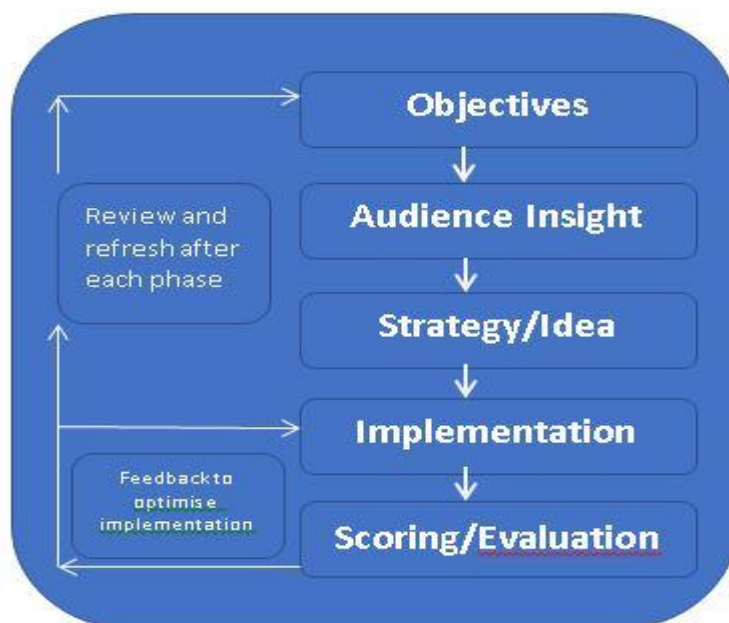 Objectives
Audience Insight
Review and
refresh after
each phase
Strategy/Idea
Implementation
Feedback to
optimise
implementation
Scoring/Evaluation